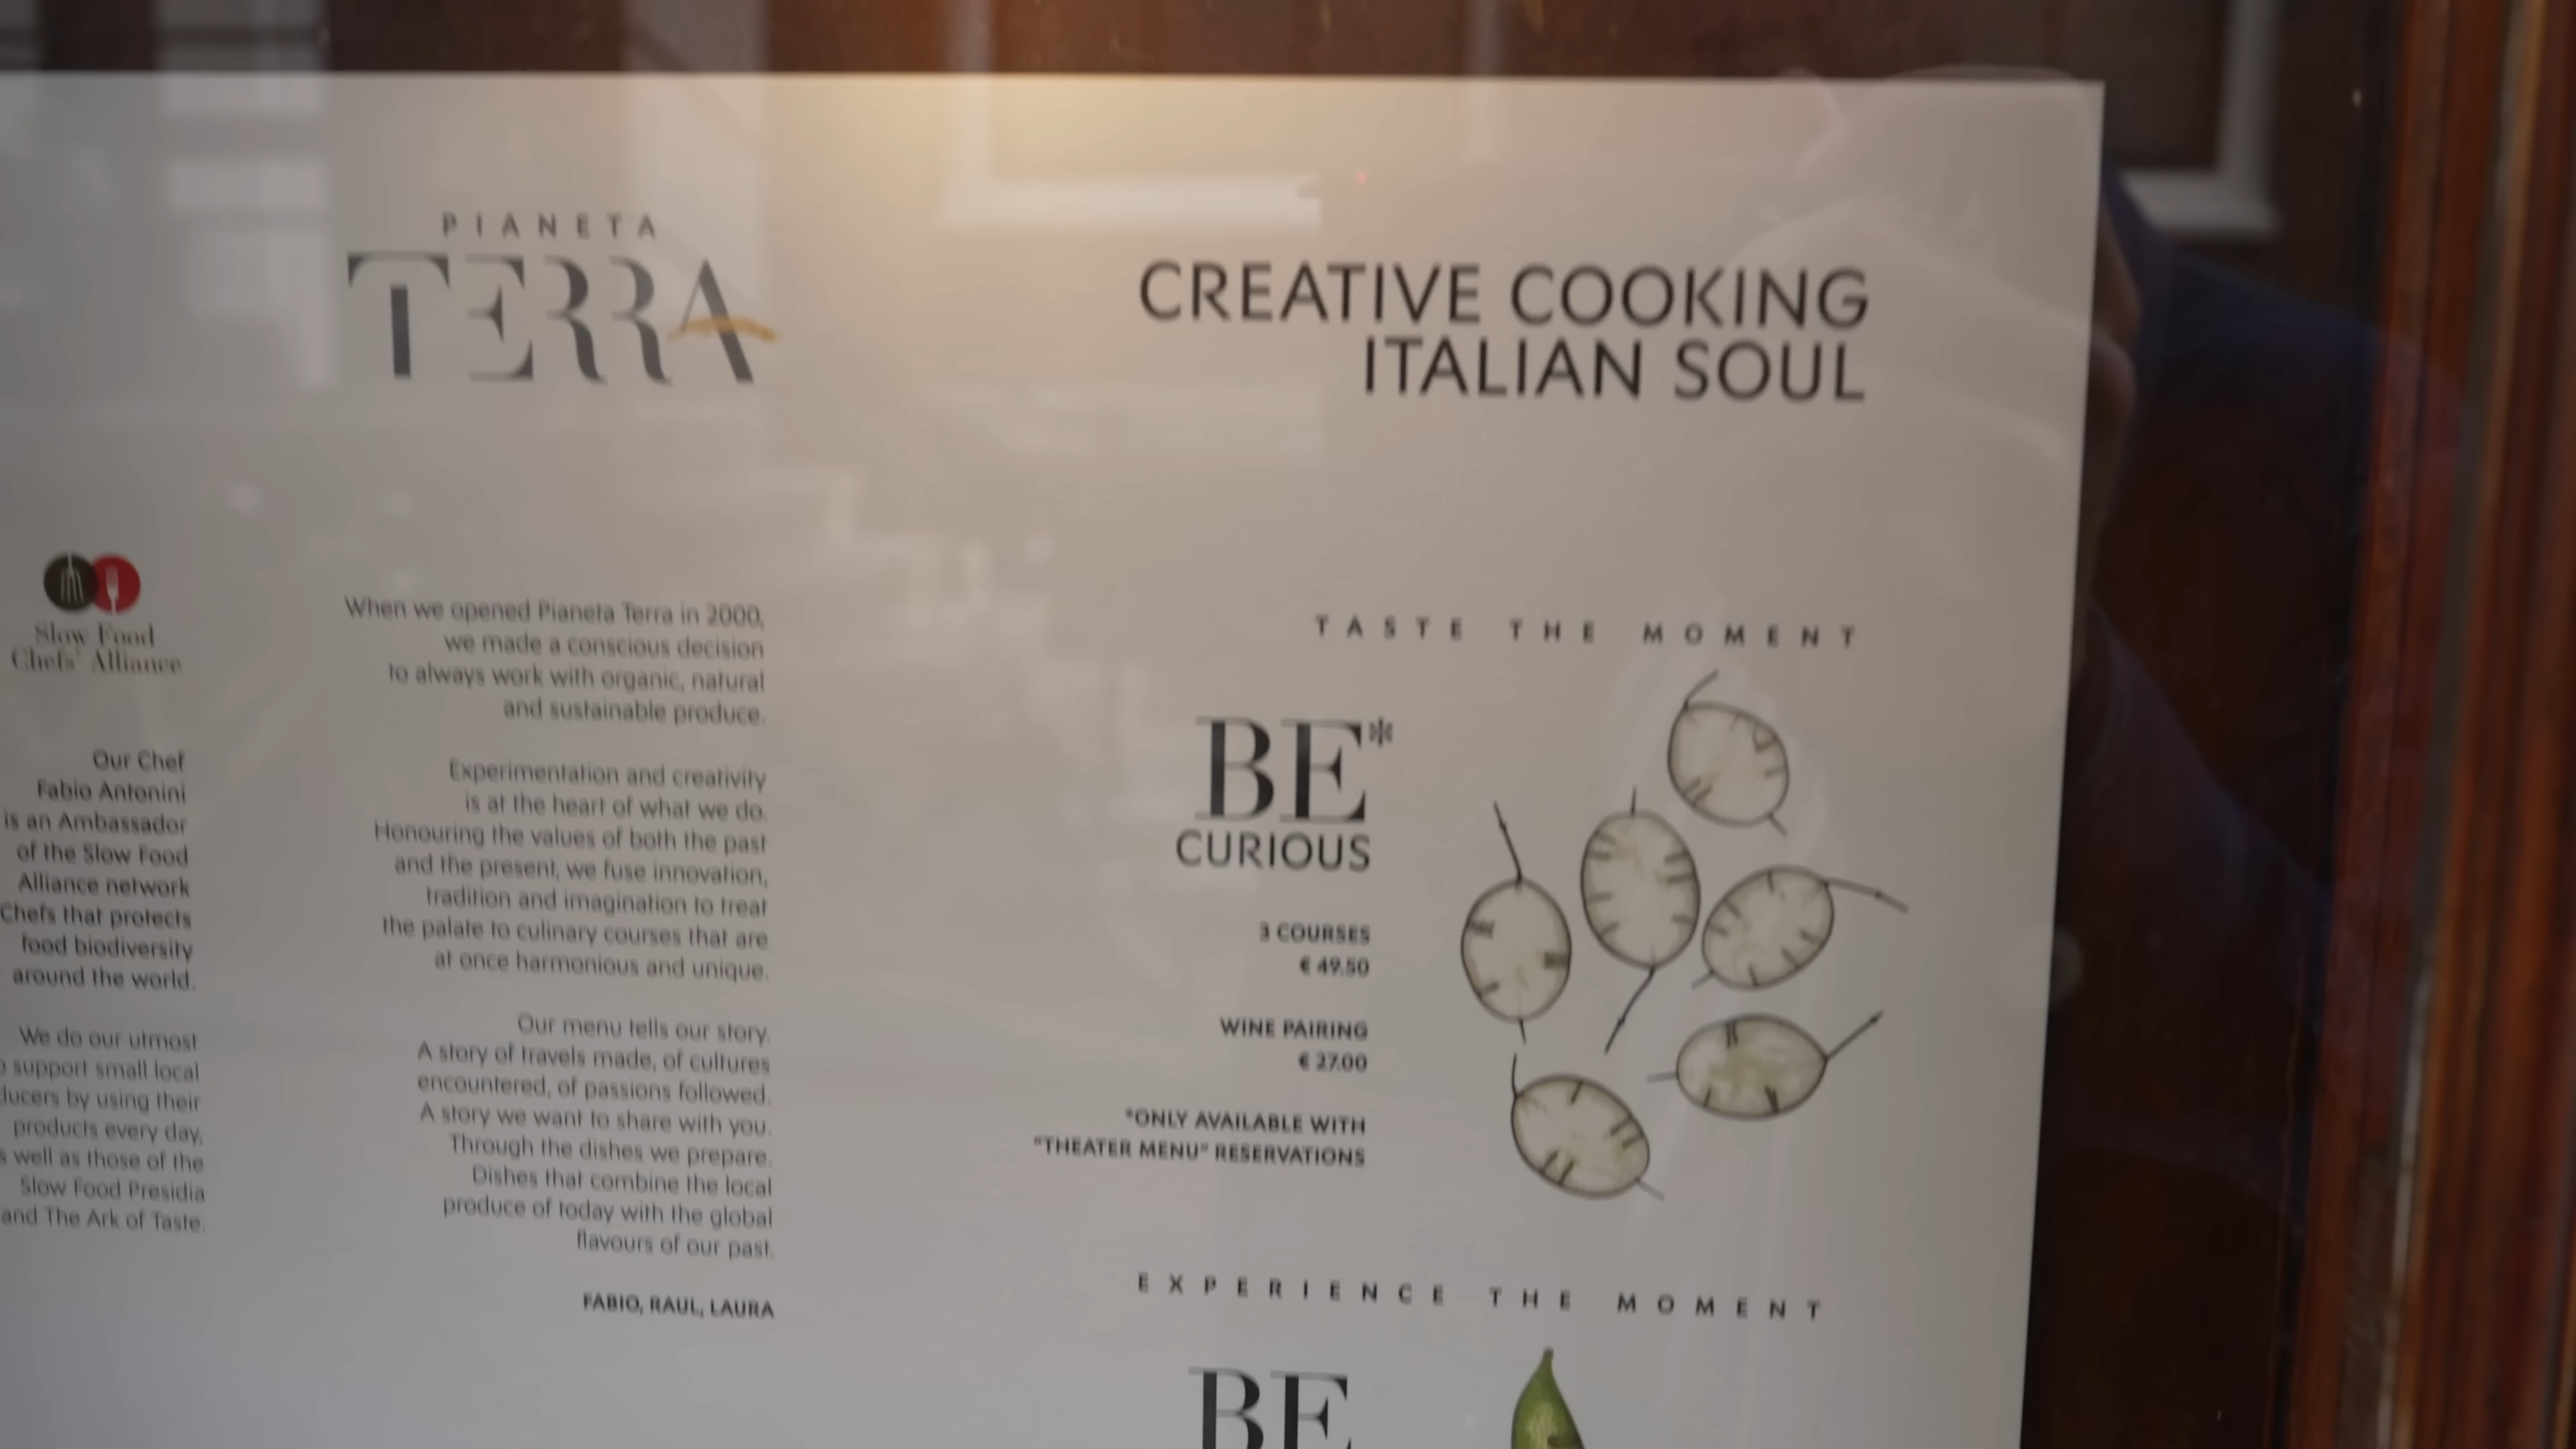 PIANETA
TERRA
CREATIVE COOKING
ITALIAN SOUL
Slow Food
Chefs' Alliance
Our Chef
Fabio Antonini
is an Ambassador
of the Slow Food
Alliance network
Chefs that protects
food biodiversity
around the world.
We do our utmost
support small local
by using their
products every day,
well as those of the
Slow Food Presidia
and The Ark of Taste.
When we opened Pianeta Terra in 2000,
we made a conscious decision
to always work with organic, natural
and sustainable produce.
Experimentation and creativity
is at the heart of what we do.
Honouring the values of both the past
and the present, we fuse innovation,
tradition and imagination to treat
the palate to culinary courses that are
at once harmonious and unique.
Our menu tells our story.
A story of travels made, of cultures
encountered, of passions followed.
A story we want to share with you.
Through the dishes we prepare.
Dishes that combine the local
produce of today with the global
flavours of our past.
FABIO, RAUL, LAURA
TASTE THE MOMENT
BE*
CURIOUS
3 COURSES
€ 49.50
WINE PAIRING
€ 27.00
*ONLY AVAILABLE WITH
"THEATER MENU" RESERVATIONS
EXPERIENCE THE MOMENT
BE